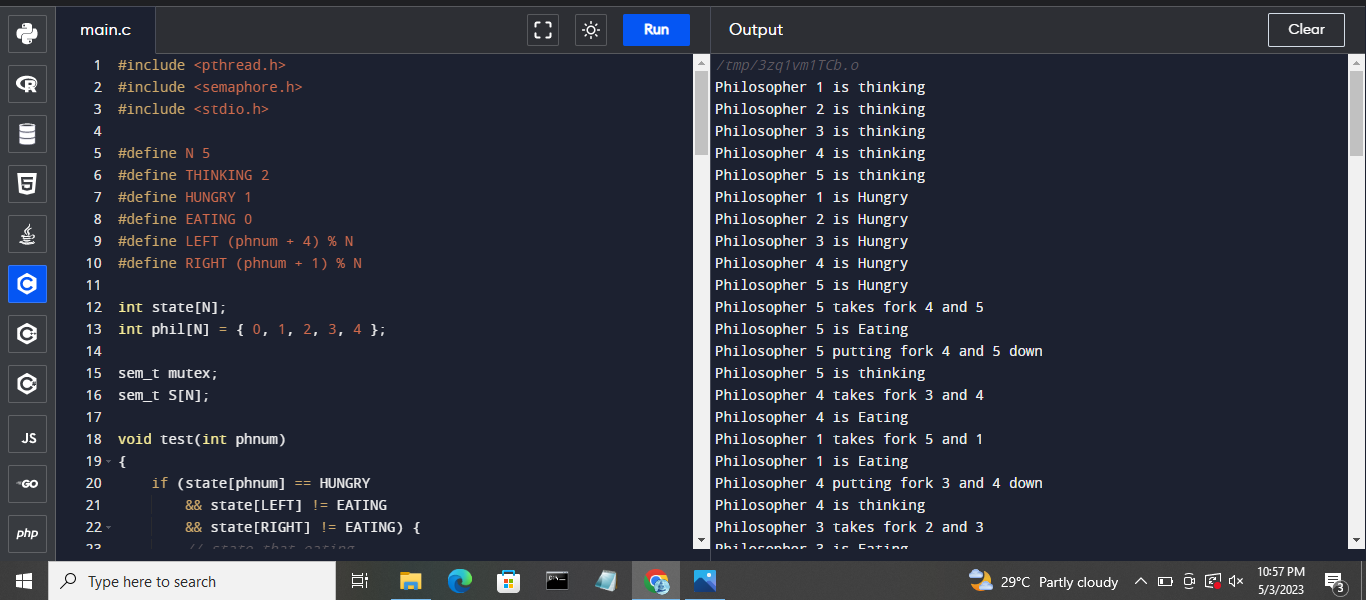 main.c
Run
Output
Clear
1 #include <pthread.h>
2 #include <semaphore.h>
3 #include <stdio.h>
4
5 #define N 5
6 #define THINKING 2
7 #define HUNGRY 1
8 #define EATING 0
9 #define LEFT (phnum + 4) % N
10 #define RIGHT (phnum + 1) % N
11
12 int state[N];
13 int phil[N] = { 0, 1, 2, 3, 4 };
14
15 sem_t mutex;
16 sem_t S[N];
17
18 void test(int phnum)
19 {
20 if (state[phnum] == HUNGRY
21 && state[LEFT] != EATING
22 && state[RIGHT] != EATING) {
23 // state that eating
/tmp/3zq1vm1TCb.o
Philosopher 1 is thinking
Philosopher 2 is thinking
Philosopher 3 is thinking
Philosopher 4 is thinking
Philosopher 5 is thinking
Philosopher 1 is Hungry
Philosopher 2 is Hungry
Philosopher 3 is Hungry
Philosopher 4 is Hungry
Philosopher 5 is Hungry
Philosopher 5 takes fork 4 and 5
Philosopher 5 is Eating
Philosopher 5 putting fork 4 and 5 down
Philosopher 5 is thinking
Philosopher 4 takes fork 3 and 4
Philosopher 4 is Eating
Philosopher 1 takes fork 5 and 1
Philosopher 1 is Eating
Philosopher 4 putting fork 3 and 4 down
Philosopher 4 is thinking
Philosopher 3 takes fork 2 and 3
Philosopher 3 is Eating
R
5
C
C
C
JS
GO
php
Type here to search
29°C Partly cloudy
10:57 PM
5/3/2023
3